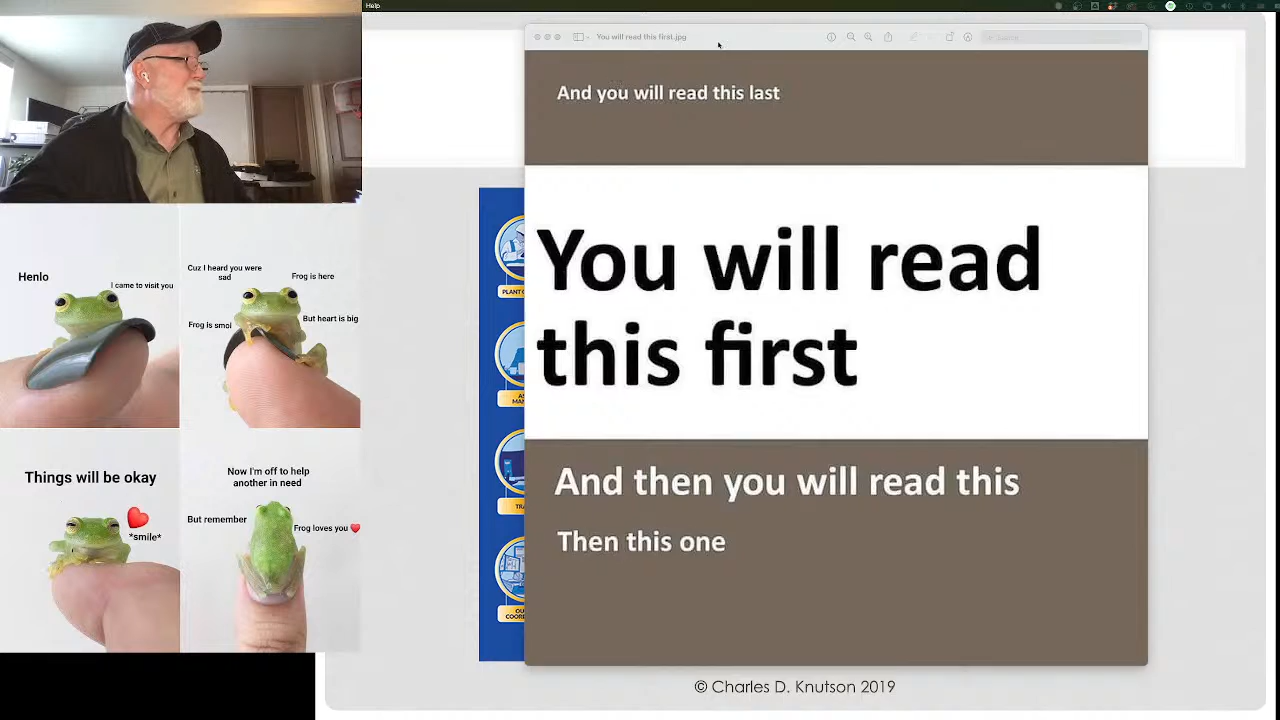 Help
You will read this first.jpg
Search
And you will read this last
You will read
this first
And then you will read this
Then this one
Henlo
I came to visit you
Cuz I heard you were
sad
Frog is here
Frog is smol
But heart is big
Things will be okay
*smile*
Now I'm off to help
another in need
But remember
Frog loves you
© Charles D. Knutson 2019